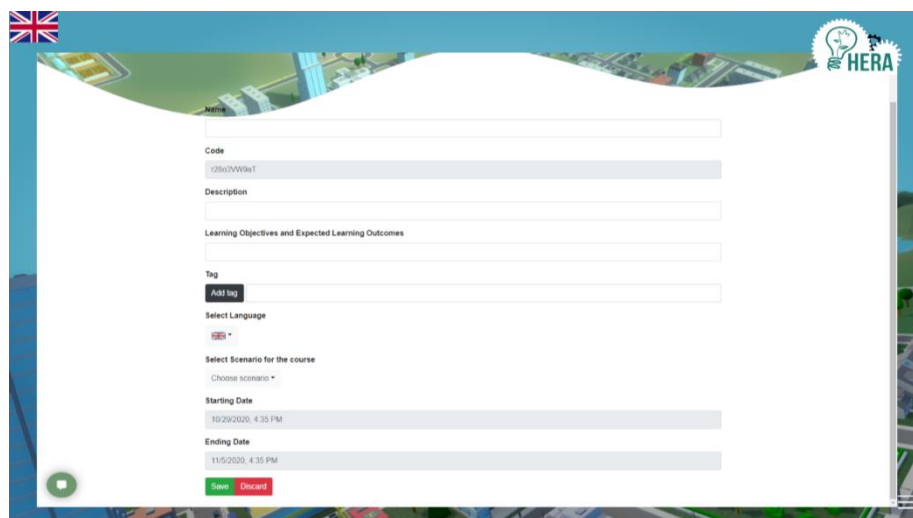 HERA
Name
Code
Description
Learning Objectives and Expected Learning Outcomes
Tag
Add tag
Select Language
Select Scenario for the course
Choose scenario
Starting Date
10/29/2020, 4:35 PM
Ending Date
11/5/2020, 4:35 PM
Save Discard